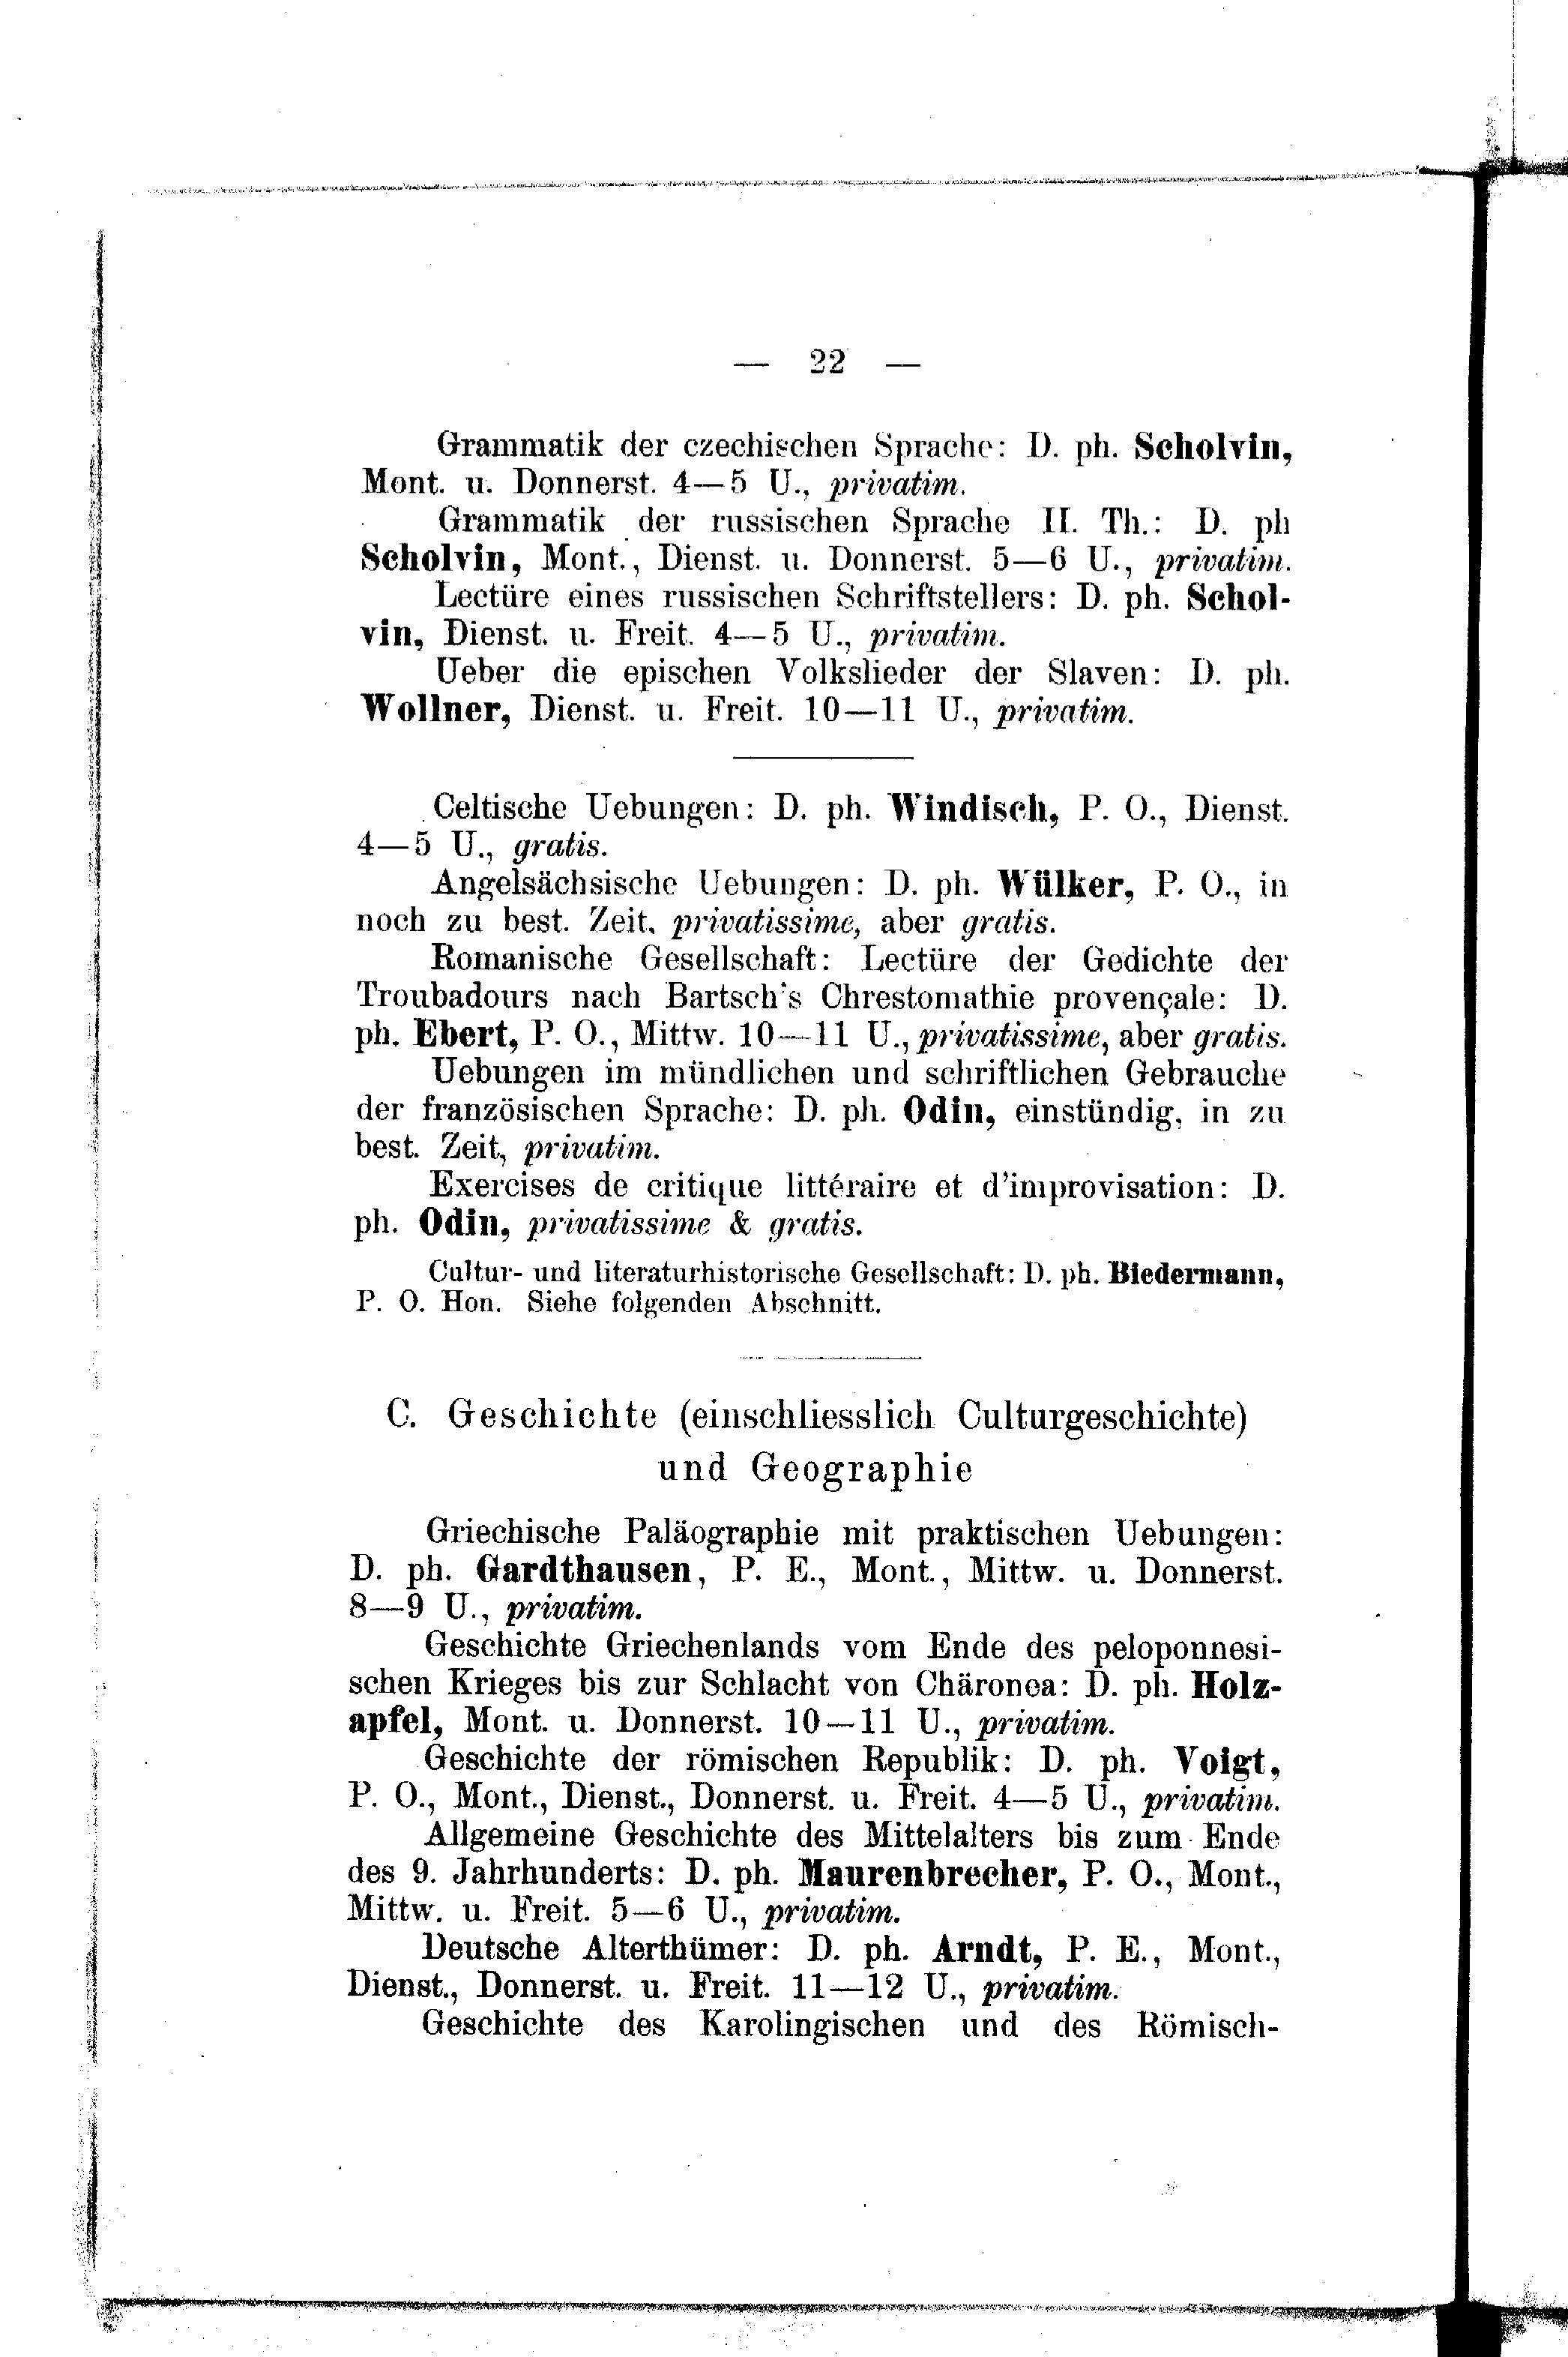 — 22 —
Grammatik der czechischen Sprache: D. ph. Scholvin,
Mont. u. Donnerst. 4—5 U., privatim.
Grammatik der russischen Sprache II. Th.: D. ph
Scholvin, Mont., Dienst. u. Donnerst. 5—6 U., privatim.
Lectüre eines russischen Schriftstellers: D. ph. Schol-
vin, Dienst. u. Freit. 4—5 U., privatim.
Ueber die epischen Volkslieder der Slaven: D. ph.
Wollner, Dienst. u. Freit. 10—11 U., privatim.
Celtische Uebungen: D. ph. Windisch, P. O., Dienst.
4—5 U., gratis.
Angelsächsische Uebungen: D. ph. Wülker, P. O., in
noch zu best. Zeit, privatissime, aber gratis.
Romanische Gesellschaft: Lectüre der Gedichte der
Troubadours nach Bartsch's Chrestomathie provençale: D.
ph. Ebert, P. O., Mittw. 10—11 U., privatissime, aber gratis.
Uebungen im mündlichen und schriftlichen Gebrauche
der französischen Sprache: D. ph. Odin, einstündig, in zu
best. Zeit, privatim.
Exercises de critique littéraire et d'improvisation: D.
ph. Odin, privatissime & gratis.
Cultur- und literaturhistorische Gesellschaft: D. ph. Biedermann,
P. O. Hon. Siehe folgenden Abschnitt.
C. Geschichte (einschliesslich Culturgeschichte)
und Geographie
Griechische Paläographie mit praktischen Uebungen:
D. ph. Gardthausen, P. E., Mont., Mittw. u. Donnerst.
8—9 U., privatim.
Geschichte Griechenlands vom Ende des peloponnesi-
schen Krieges bis zur Schlacht von Chäronea: D. ph. Holz-
apfel, Mont. u. Donnerst. 10—11 U., privatim.
Geschichte der römischen Republik: D. ph. Voigt,
P. O., Mont., Dienst., Donnerst. u. Freit. 4—5 U., privatim.
Allgemeine Geschichte des Mittelalters bis zum Ende
des 9. Jahrhunderts: D. ph. Maurenbrecher, P. O., Mont.,
Mittw. u. Freit. 5—6 U., privatim.
Deutsche Alterthümer: D. ph. Arndt, P. E., Mont.,
Dienst., Donnerst. u. Freit. 11—12 U., privatim.
Geschichte des Karolingischen und des Römisch-